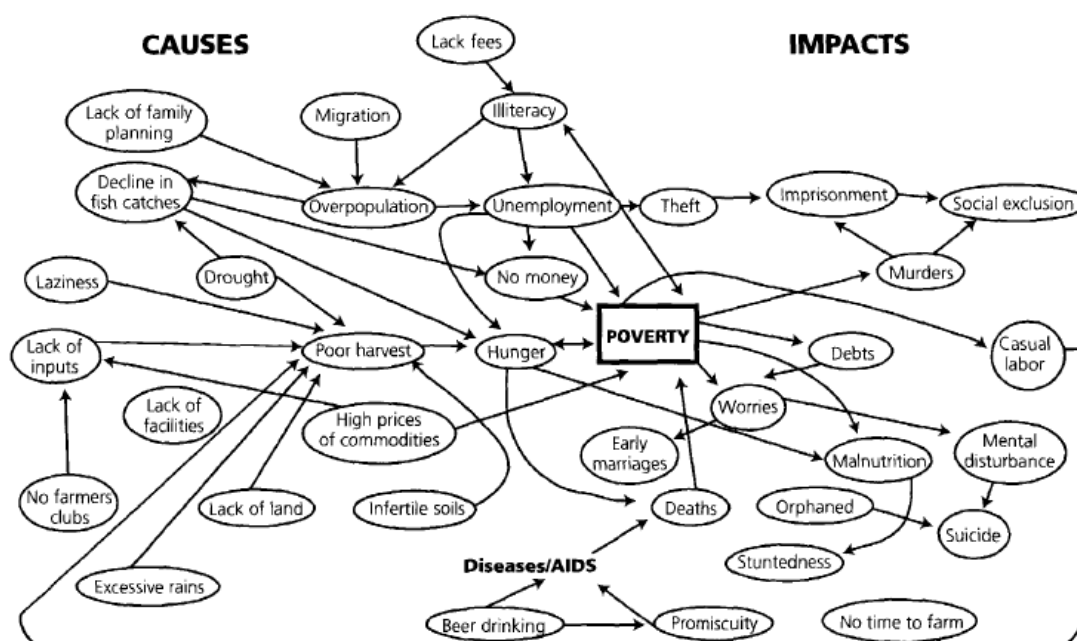 CAUSES
IMPACTS
Lack fees
Illiteracy
Lack of family
planning
Migration
Decline in
fish catches
Overpopulation
Unemployment
Theft
Imprisonment
Social exclusion
Laziness
Drought
No money
Murders
Lack of
inputs
Poor harvest
Hunger
POVERTY
Debts
Casual
labor
Lack of
facilities
High prices
of commodities
Worries
Early
marriages
Malnutrition
Mental
disturbance
No farmers
clubs
Lack of land
Infertile soils
Deaths
Orphaned
Suicide
Stuntedness
Excessive rains
Diseases/AIDS
Beer drinking
Promiscuity
No time to farm